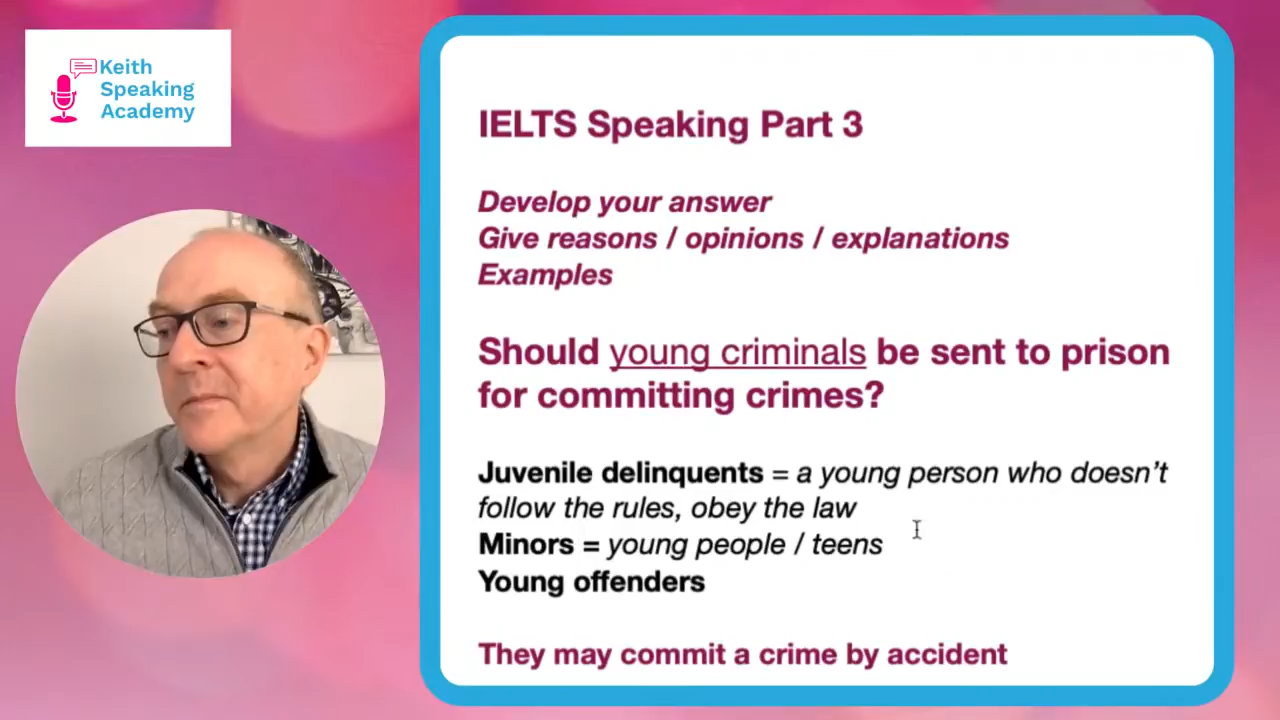 Keith
Speaking
Academy
IELTS Speaking Part 3
Develop your answer
Give reasons / opinions / explanations
Examples
Should young criminals be sent to prison
for committing crimes?
Juvenile delinquents = a young person who doesn’t
follow the rules, obey the law
Minors = young people / teens
Young offenders
They may commit a crime by accident